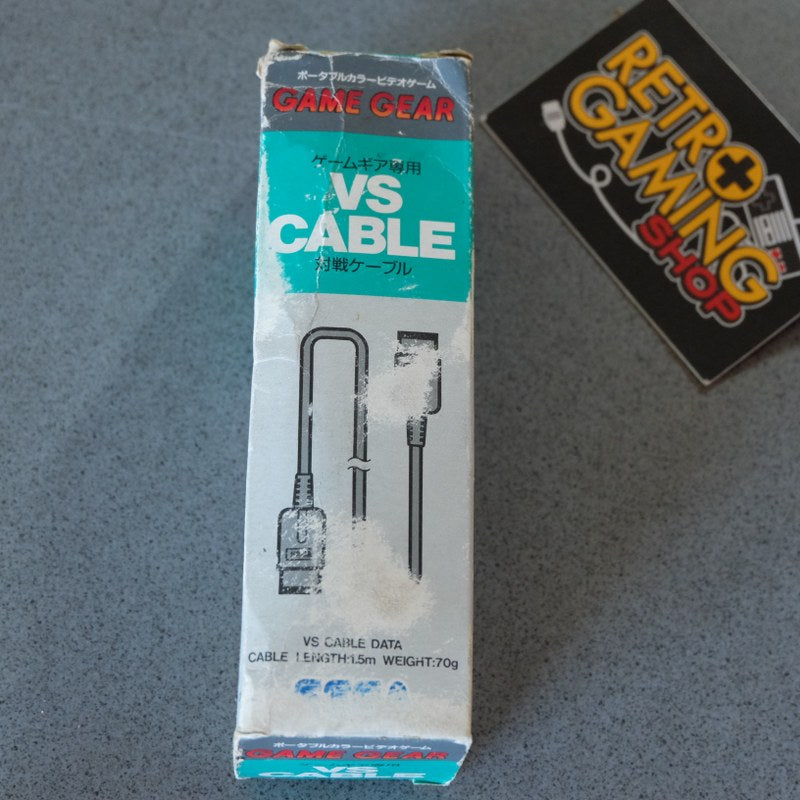 ポータブルカラービデオゲーム
GAME GEAR
ゲームギア専用
VS
CABLE
対戦ケーブル
VS CABLE DATA
CABLE LENGTH:1.5m WEIGHT:70g
SEGA
ポータブルカラービデオゲーム
GAME GEAR
VS
CABLE
RETRO
GAMING
SHOP